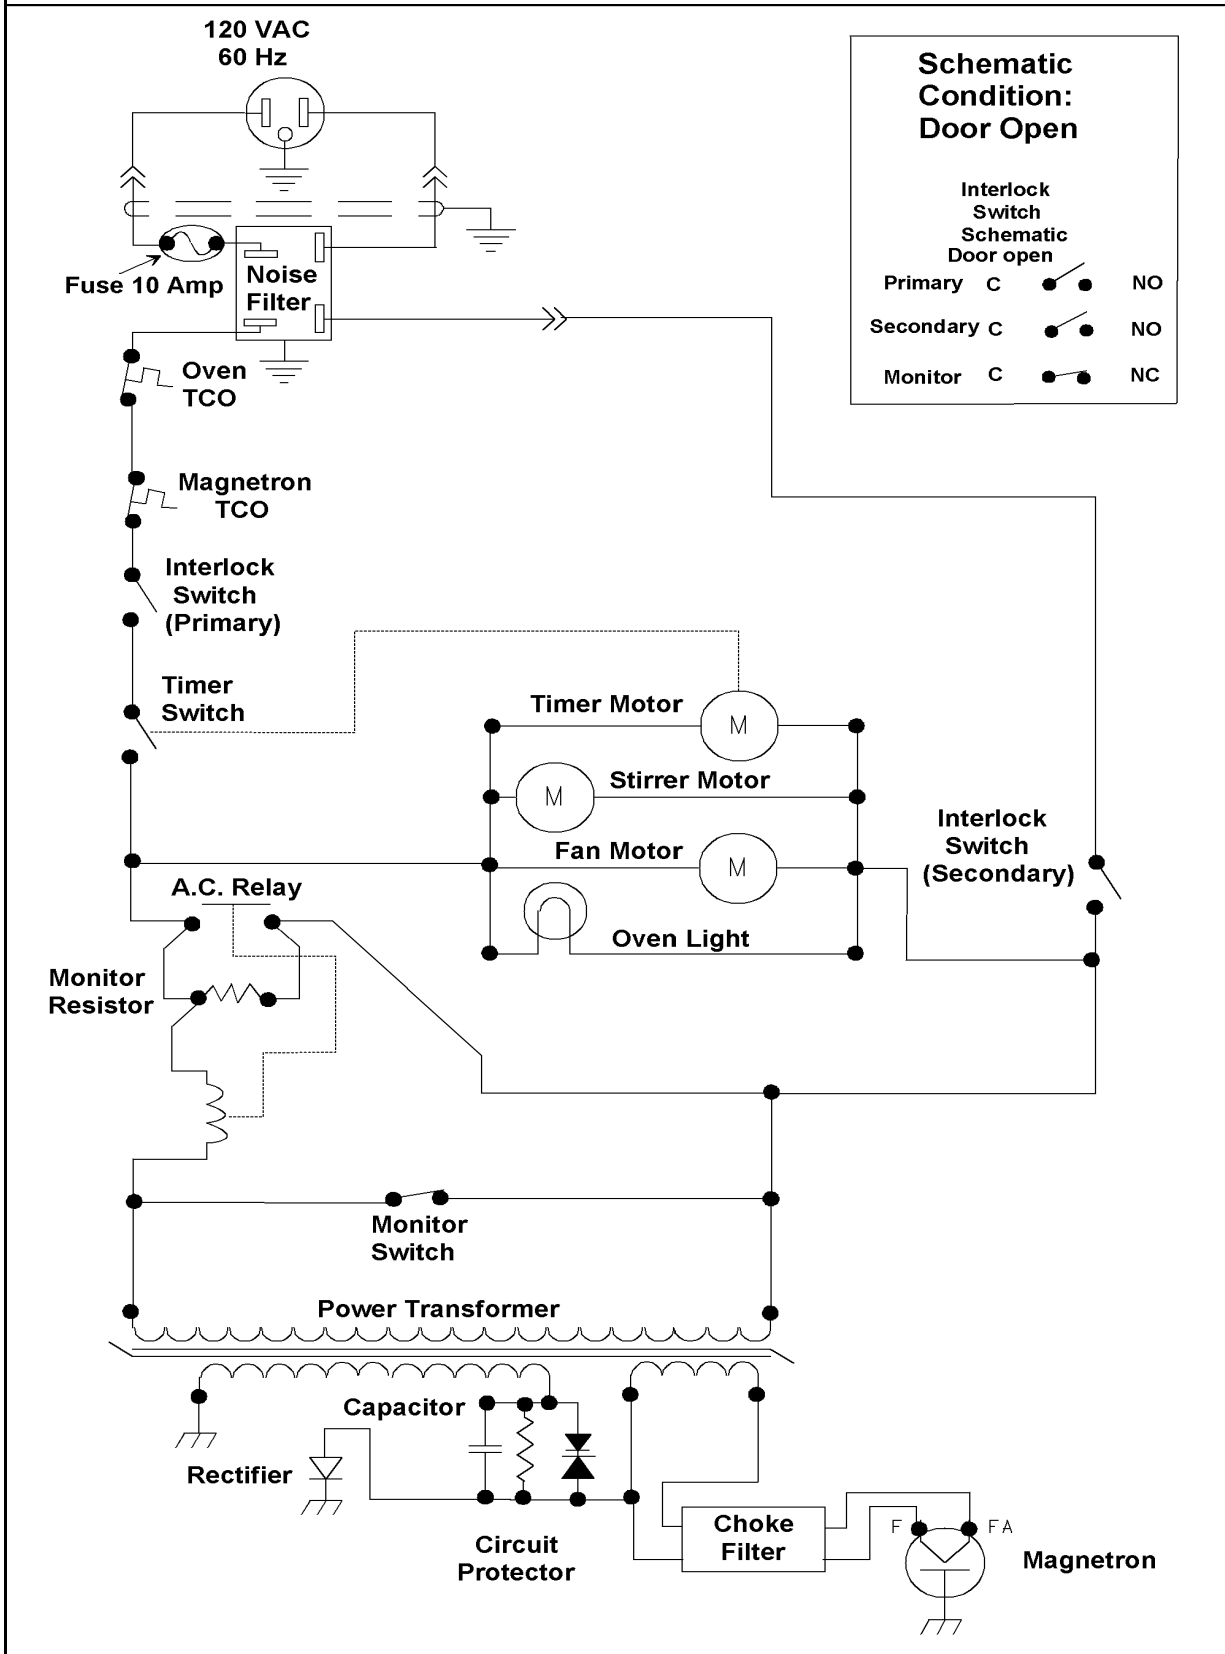 120 VAC
60 Hz
Schematic
Condition:
Door Open
Interlock
Switch
Schematic
Door open
Primary C NO
Secondary C NO
Monitor C NC
Fuse 10 Amp
Noise
Filter
Oven
TCO
Magnetron
TCO
Interlock
Switch
(Primary)
Timer
Switch
Timer Motor
M
Stirrer Motor
M
Fan Motor
M
Oven Light
Interlock
Switch
(Secondary)
A.C. Relay
Monitor
Resistor
Monitor
Switch
Power Transformer
Capacitor
Rectifier
Circuit
Protector
Choke
Filter
F
FA
Magnetron